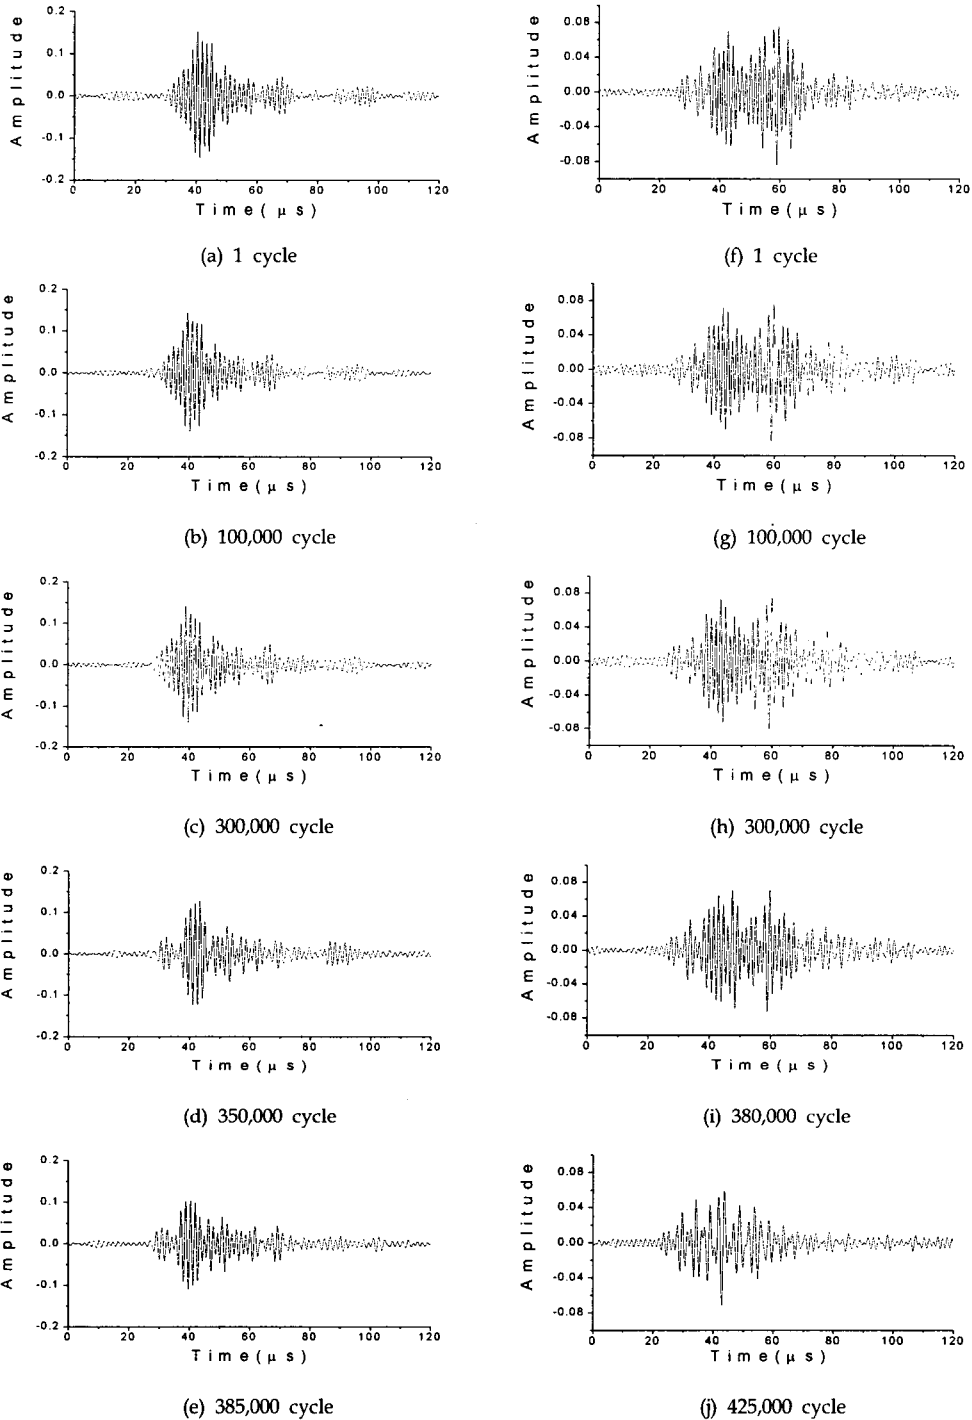 0.2
0.1
0.0
-0.1
-0.2
Amplitude
0 20 40 60 80 100 120
Time(μs)
(a) 1 cycle
0.08
0.04
0.00
-0.04
-0.08
Amplitude
0 20 40 60 80 100 120
Time(μs)
(f) 1 cycle
0.2
0.1
0.0
-0.1
-0.2
Amplitude
0 20 40 60 80 100 120
Time(μs)
(b) 100,000 cycle
0.08
0.04
0.00
-0.04
-0.08
Amplitude
0 20 40 60 80 100 120
Time(μs)
(g) 100,000 cycle
0.2
0.1
0.0
-0.1
-0.2
Amplitude
0 20 40 60 80 100 120
Time(μs)
(c) 300,000 cycle
0.08
0.04
0.00
-0.04
-0.08
Amplitude
0 20 40 60 80 100 120
Time(μs)
(h) 300,000 cycle
0.2
0.1
0.0
-0.1
-0.2
Amplitude
0 20 40 60 80 100 120
Time(μs)
(d) 350,000 cycle
0.08
0.04
0.00
-0.04
-0.08
Amplitude
0 20 40 60 80 100 120
Time(μs)
(i) 380,000 cycle
0.2
0.1
0.0
-0.1
-0.2
Amplitude
0 20 40 60 80 100 120
Time(μs)
(e) 385,000 cycle
0.08
0.04
0.00
-0.04
-0.08
Amplitude
0 20 40 60 80 100 120
Time(μs)
(j) 425,000 cycle